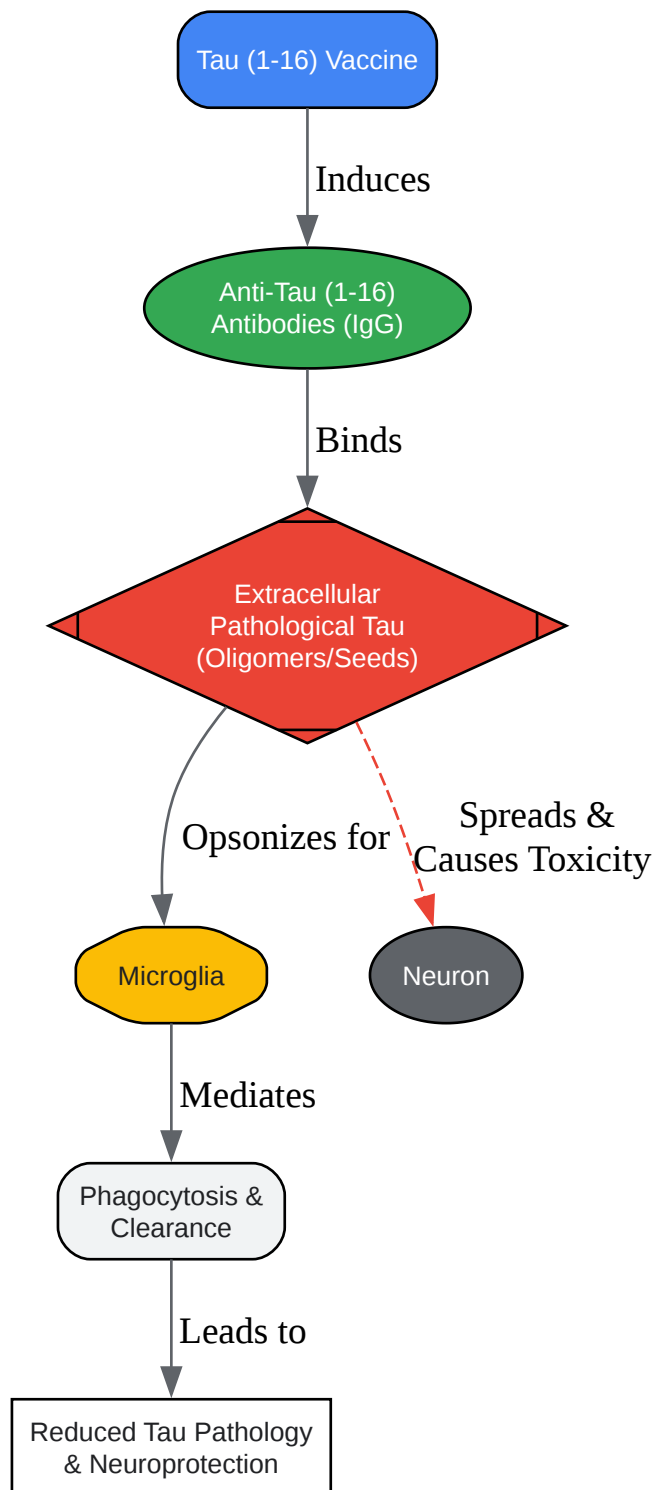 Tau (1-16) Vaccine
Induces
Anti-Tau (1-16)
Antibodies (IgG)
Binds
Extracellular
Pathological Tau
(Oligomers/Seeds)
Opsonizes for
Spreads &
Causes Toxicity
Microglia
Neuron
Mediates
Phagocytosis &
Clearance
Leads to
Reduced Tau Pathology
& Neuroprotection